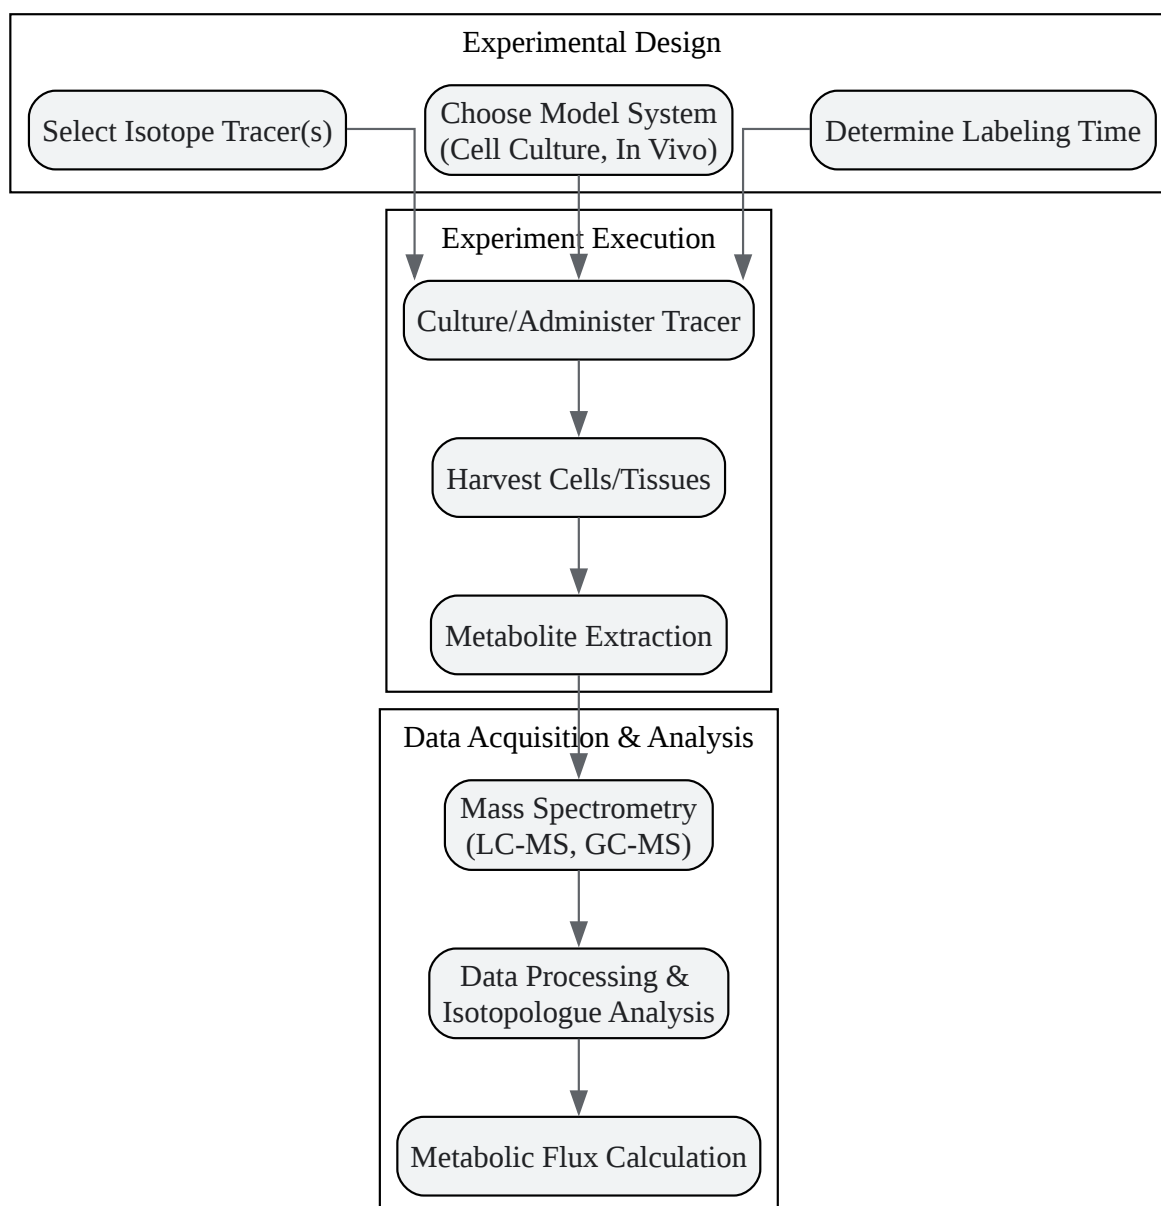 Experimental Design
Select Isotope Tracer(s)
Choose Model System
(Cell Culture, In Vivo)
Determine Labeling Time
Experiment Execution
Culture/Administer Tracer
Harvest Cells/Tissues
Metabolite Extraction
Data Acquisition & Analysis
Mass Spectrometry
(LC-MS, GC-MS)
Data Processing &
Isotopologue Analysis
Metabolic Flux Calculation